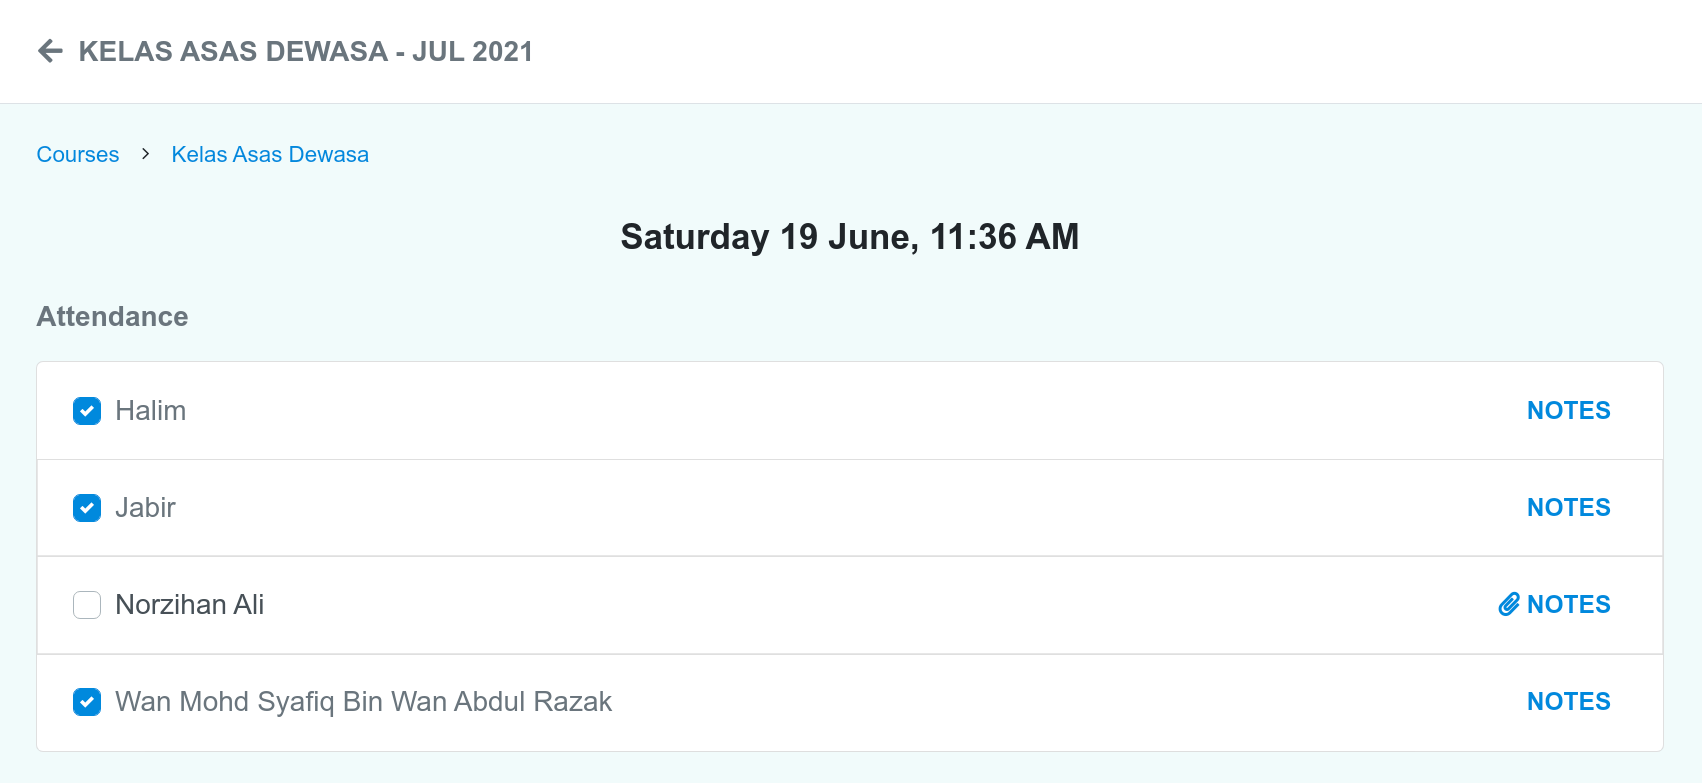 KELAS ASAS DEWASA - JUL 2021
Courses > Kelas Asas Dewasa
Saturday 19 June, 11:36 AM
Attendance
Halim NOTES
Jabir NOTES
Norzihan Ali NOTES
Wan Mohd Syafiq Bin Wan Abdul Razak NOTES